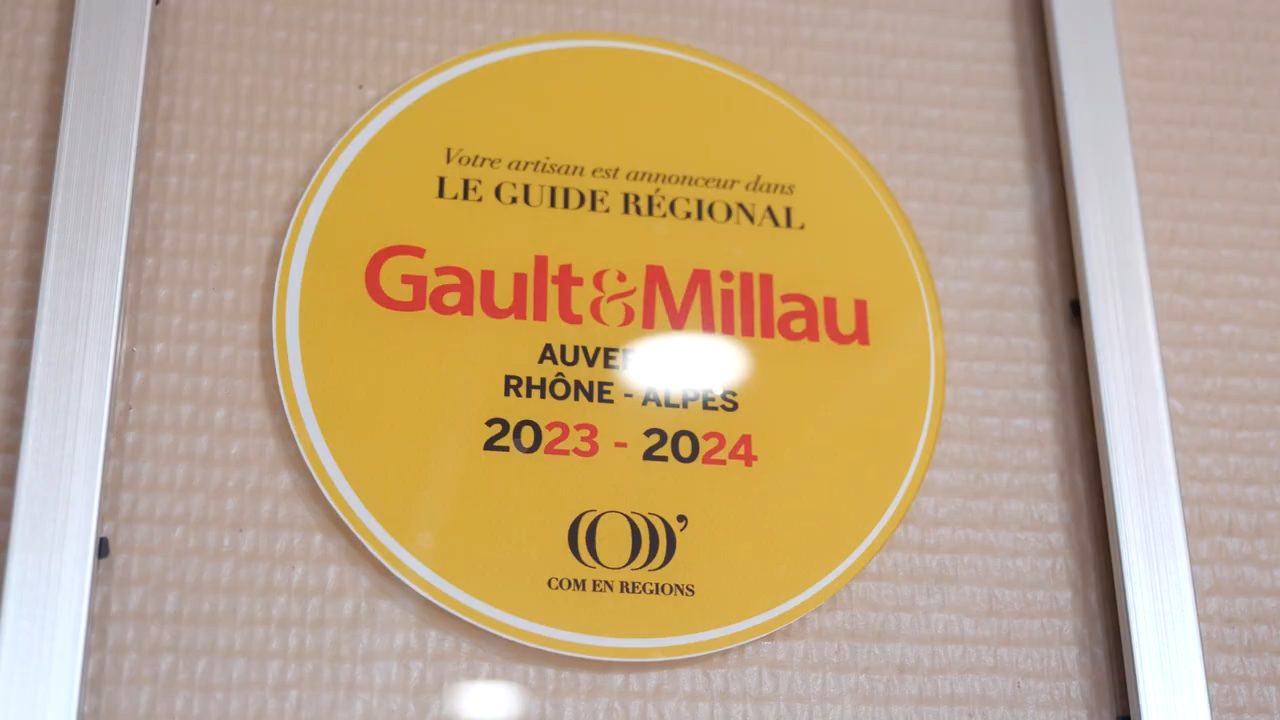 Votre artisan est annonceur dans
LE GUIDE RÉGIONAL
Gault&Millau
RHÔNE - ALPES
2023 - 2024
COM EN REGIONS